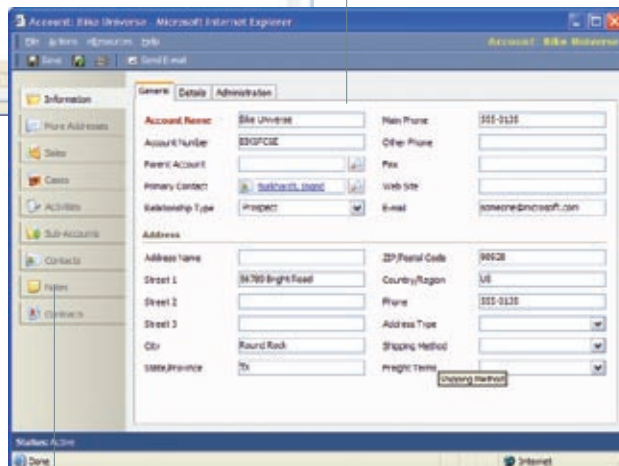 Account: Bike Universe - Microsoft Internet Explorer
File Actions Resources Help
Account: Bike Universe
Save Send E-mail
Information
More Addresses
Sales
Cases
Activities
Sub-Accounts
Contacts
Notes
Contracts
General Details Administration
Account Name Bike Universe Main Phone 555-0135
Account Number Other Phone
Parent Account Fax
Primary Contact Web Site
Relationship Type Prospect E-mail someone@microsoft.com
Address
Address Name ZIP/Postal Code
Street 1 Bright Road Country/Region US
Street 2 Phone 555-0135
Street 3 Address Type
City Round Rock Shipping Method
State/Province TX Freight Terms
Shipping Method
Status: Active
Done Internet